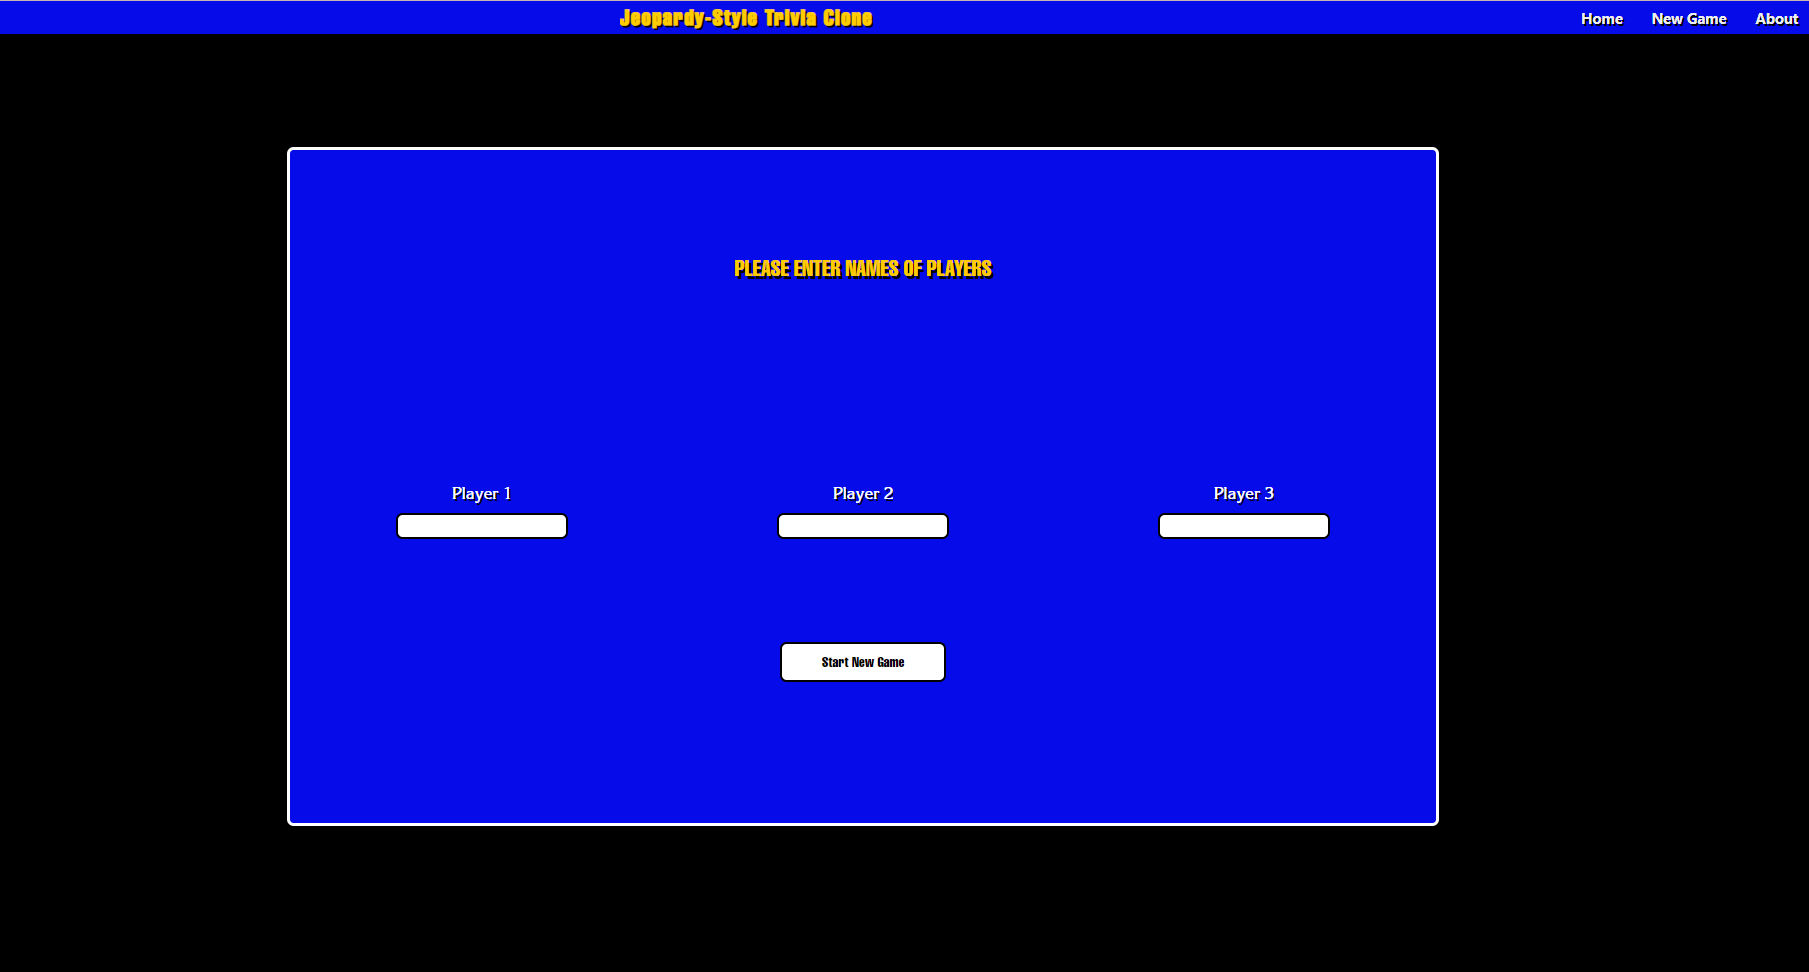 Jeopardy-Style Trivia Clone
Home New Game About
PLEASE ENTER NAMES OF PLAYERS
Player 1 Player 2 Player 3
Start New Game